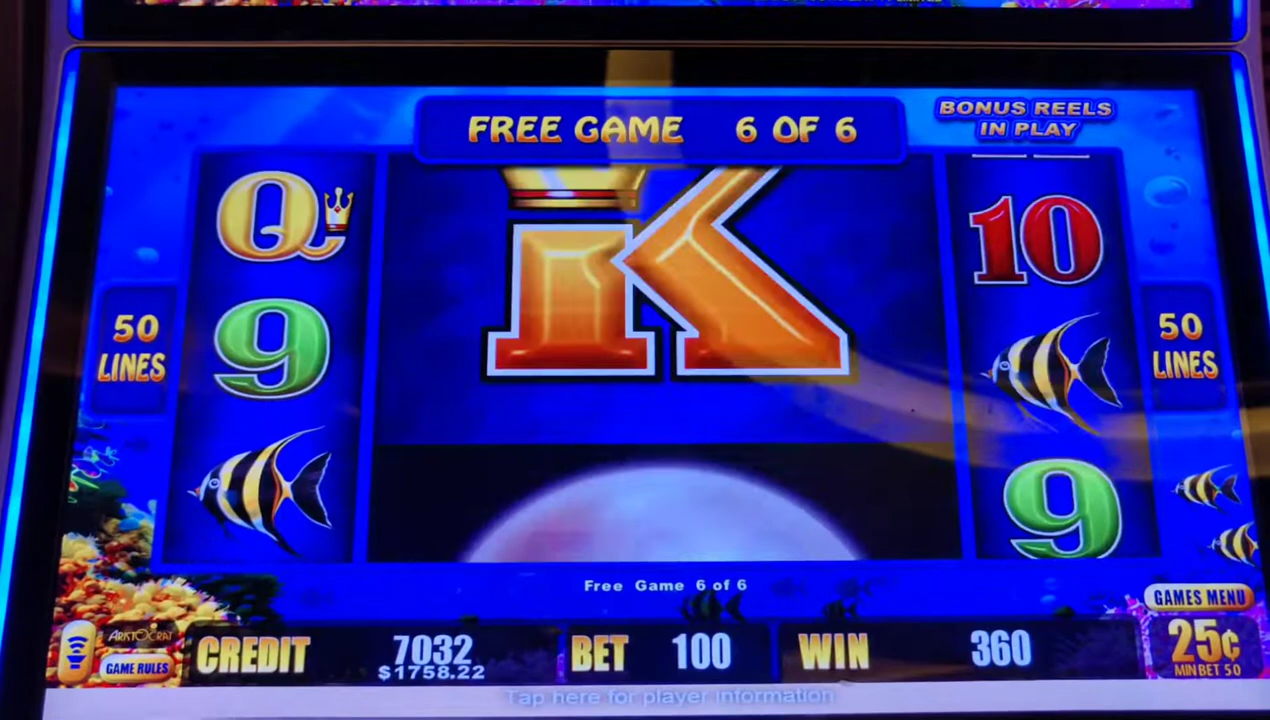 FREE GAME 6 OF 6
BONUS REELS
IN PLAY
Q
K
10
9
50
LINES
50
LINES
9
Free Game 6 of 6
GAMES MENU
ARISTOCRAT
GAME RULES
CREDIT 7032
$1758.22
BET 100
WIN 360
25¢
MIN BET 50
Tap here for player information